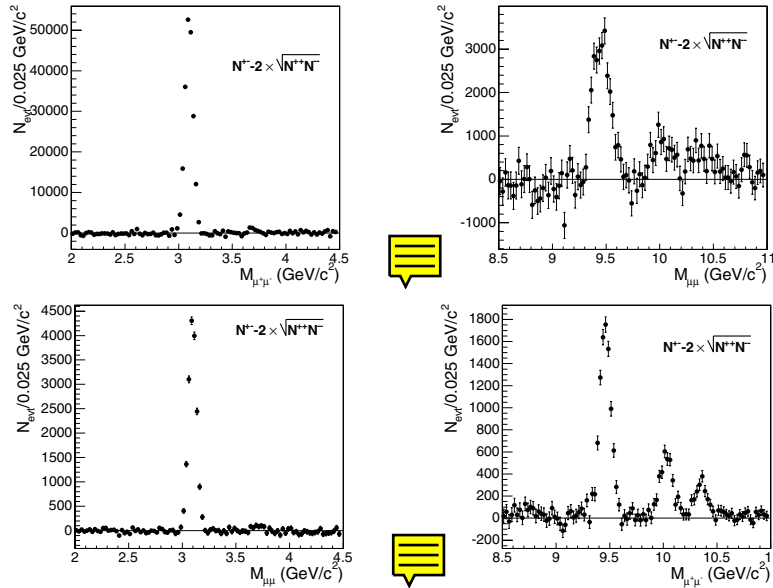 N_evt/0.025 GeV/c²
50000
40000
30000
20000
10000
0
N⁺⁻-2 × √N⁺⁺N⁻⁻
2 2.5 3 3.5 4 4.5
M_μ⁺μ⁻ (GeV/c²)
N_evt/0.025 GeV/c²
3000
2000
1000
0
-1000
N⁺⁻-2 × √N⁺⁺N⁻⁻
8.5 9 9.5 10 10.5 11
M_μμ (GeV/c²)
N_evt/0.025 GeV/c²
4500
4000
3500
3000
2500
2000
1500
1000
500
0
N⁺⁻-2 × √N⁺⁺N⁻⁻
2 2.5 3 3.5 4 4.5
M_μμ (GeV/c²)
N_evt/0.025 GeV/c²
1800
1600
1400
1200
1000
800
600
400
200
0
-200
N⁺⁻-2 × √N⁺⁺N⁻⁻
8.5 9 9.5 10 10.5 1
M_μ⁺μ⁻ (GeV/c²)